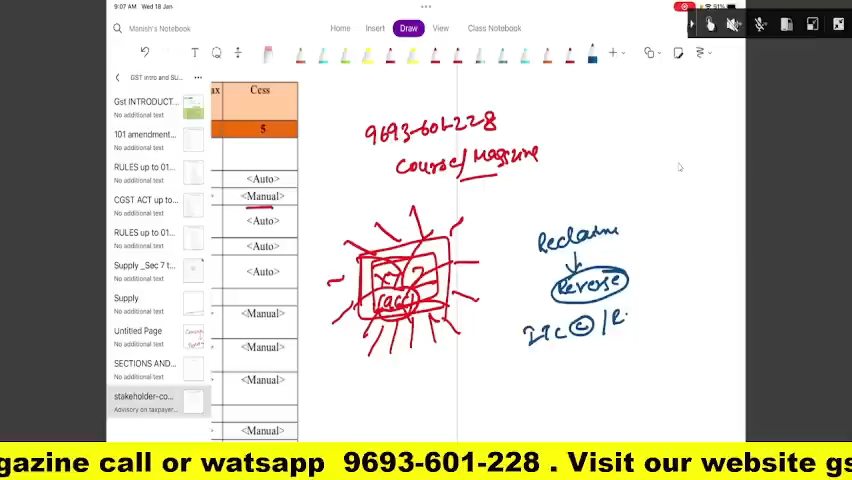 9:07 AM Wed 18 Jan
91%
Manish's Notebook
Home Insert Draw View Class Notebook
GST intro and SU...
Gst INTRODUCT...
No additional text
101 amendment...
No additional text
RULES up to 01...
No additional text
CGST ACT up to...
No additional text
RULES up to 01...
No additional text
Supply _Sec 7 t...
No additional text
Supply
No additional text
Untitled Page
No additional text
SECTIONS AND...
No additional text
stakeholder-co...
Advisory on taxpayer...
ax Cess
5
<Auto>
<Manual>
<Auto>
<Auto>
<Auto>
<Manual>
<Manual>
<Manual>
<Manual>
9693-601-228
Course/Magazine
Reclaim
Reverse
ITC C / R
gazine call or watsapp 9693-601-228 . Visit our website gs